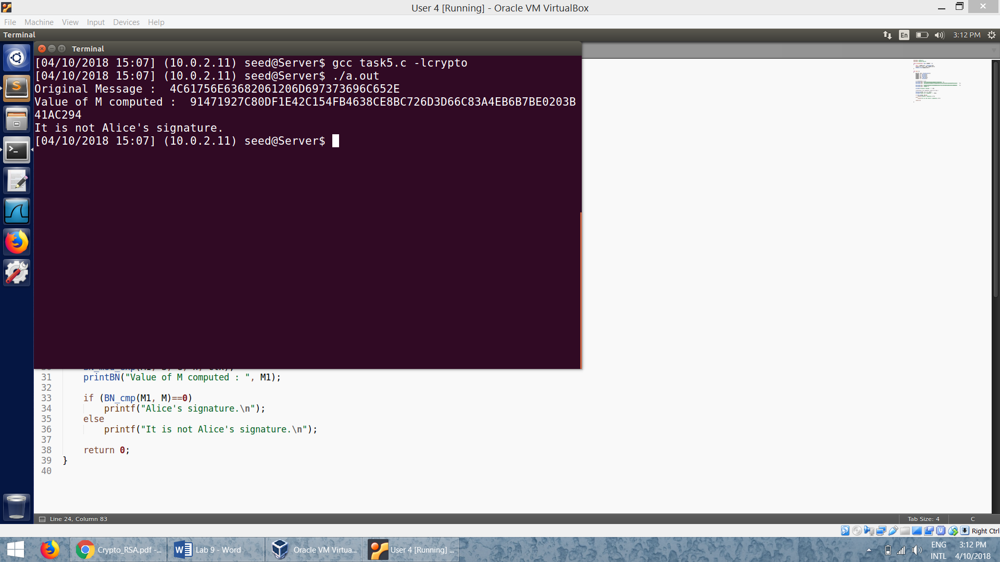 User 4 [Running] - Oracle VM VirtualBox
File Machine View Input Devices Help
Terminal
En
3:12 PM
Terminal
[04/10/2018 15:07] (10.0.2.11) seed@Server$ gcc task5.c -lcrypto
[04/10/2018 15:07] (10.0.2.11) seed@Server$ ./a.out
Original Message :  4C61756E63682061206D697373696C652E
Value of M computed :  91471927C80DF1E42C154FB4638CE8BC726D3D66C83A4EB6B7BE0203B
41AC294
It is not Alice's signature.
[04/10/2018 15:07] (10.0.2.11) seed@Server$
31 printBN("Value of M computed : ", M1);
32
33 if (BN_cmp(M1, M)==0)
34 printf("Alice's signature.\n");
35 else
36 printf("It is not Alice's signature.\n");
37
38 return 0;
39 }
40
Line 24, Column 83
Tab Size: 4
C
Right Ctrl
Crypto_RSA.pdf -...
Lab 9 - Word
Oracle VM Virtua...
User 4 [Running] ...
ENG
INTL
3:12 PM
4/10/2018